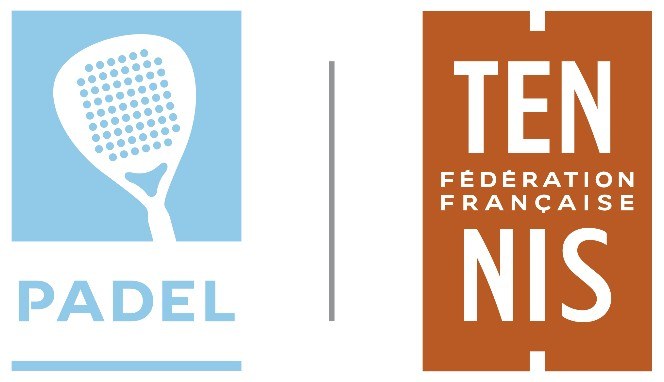 PADEL
TEN
FÉDÉRATION
FRANÇAISE
NIS